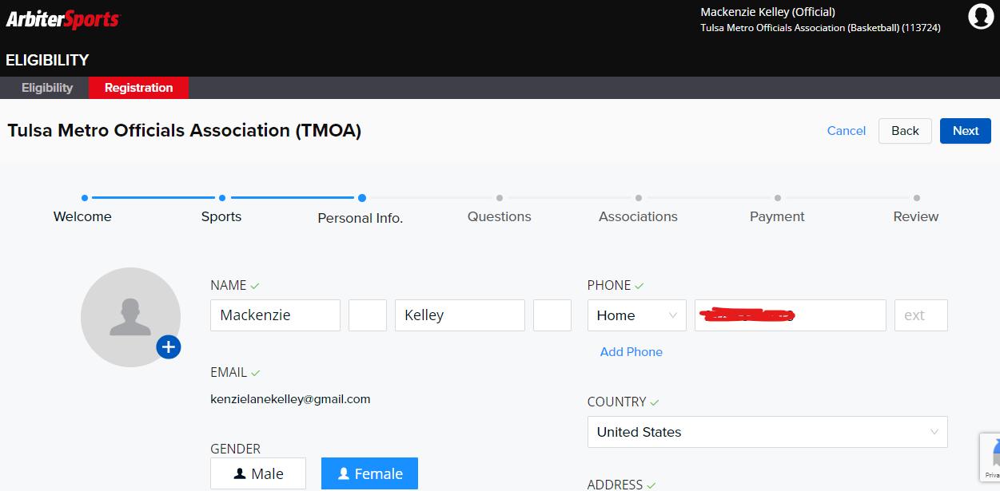 ArbiterSports
Mackenzie Kelley (Official)
Tulsa Metro Officials Association (Basketball) (113724)
ELIGIBILITY
Eligibility Registration
Tulsa Metro Officials Association (TMOA)
Cancel Back Next
Welcome Sports Personal Info. Questions Associations Payment Review
NAME PHONE
Mackenzie Kelley Home ext
Add Phone
EMAIL
kenzielanekelley@gmail.com
COUNTRY
United States
GENDER
Male Female
ADDRESS